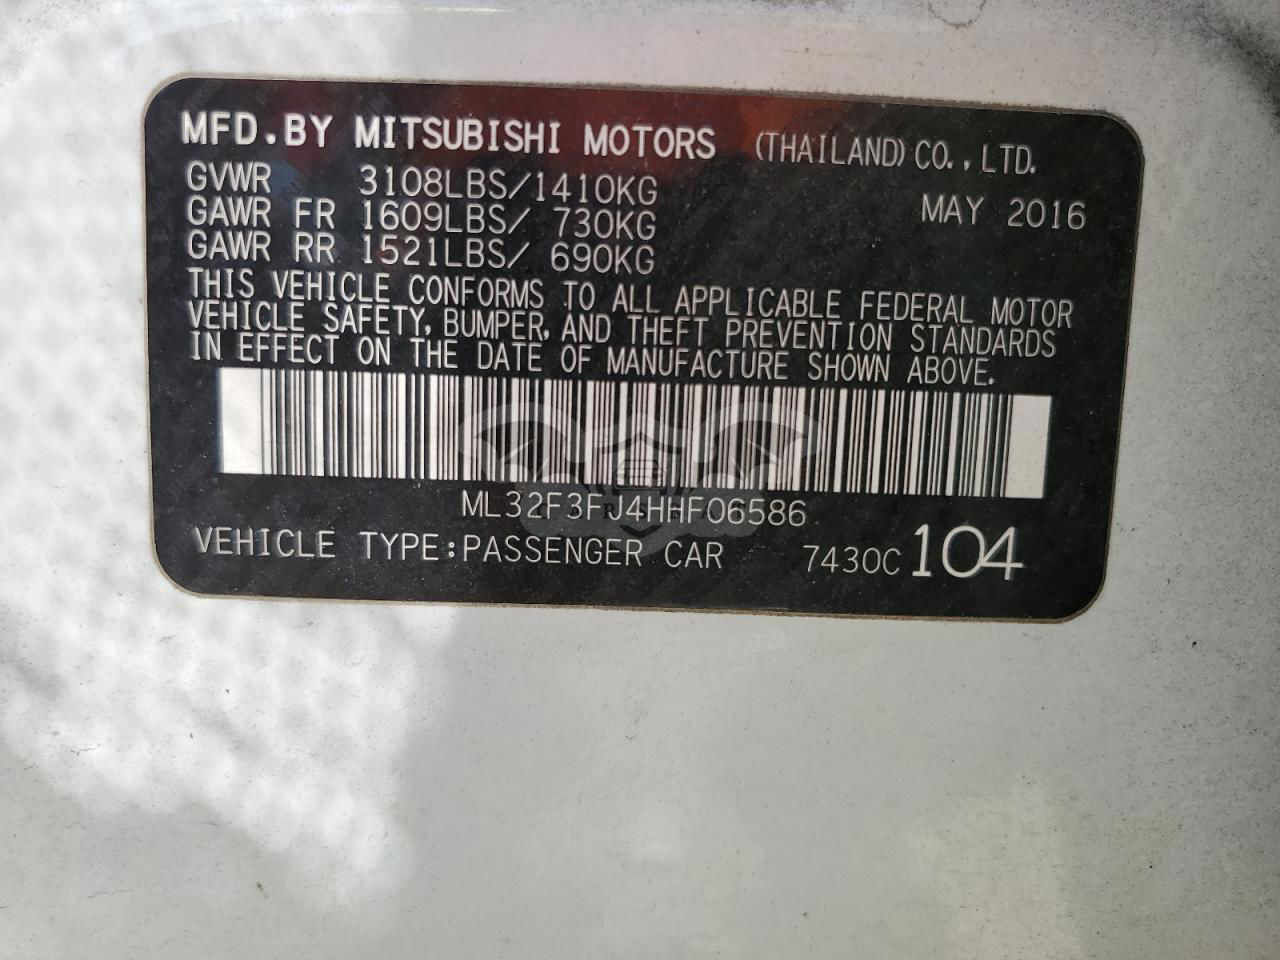 MFD.BY MITSUBISHI MOTORS (THAILAND) CO.,LTD.
GVWR 3108LBS/1410KG
MAY 2016
GAWR FR 1609LBS/ 730KG
GAWR RR 1521LBS/ 690KG
THIS VEHICLE CONFORMS TO ALL APPLICABLE FEDERAL MOTOR
VEHICLE SAFETY, BUMPER, AND THEFT PREVENTION STANDARDS
IN EFFECT ON THE DATE OF MANUFACTURE SHOWN ABOVE.
ML32F3FJ4HHF06586
VEHICLE TYPE:PASSENGER CAR 7430C 104